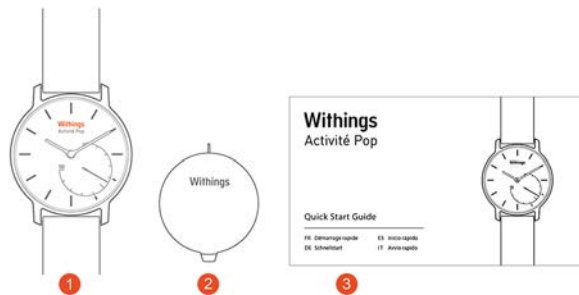 Withings
Activité Pop
Withings
Withings
Activité Pop
Withings
Quick Start Guide
FR Démarrage rapide ES Inicio rápido
DE Schnellstart IT Avvio rapido
1
2
3